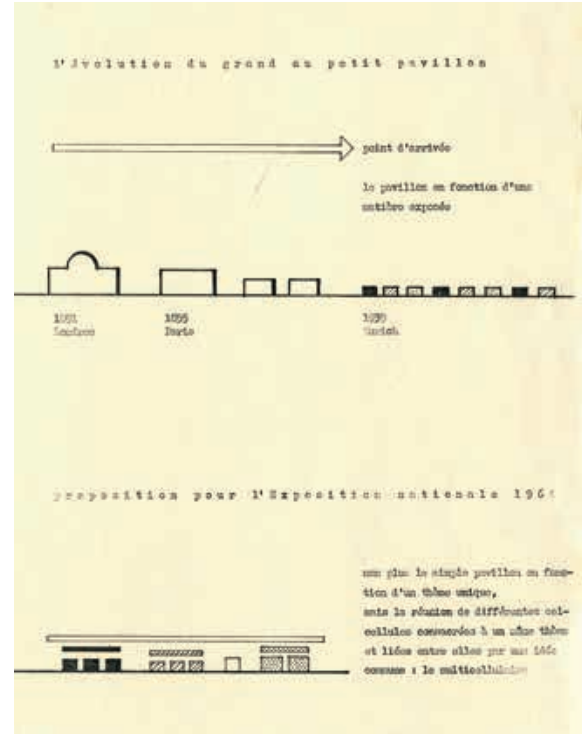 l'évolution du grand au petit pavillon
point d'arrivée
le pavillon en fonction d'une
matière exposée
1851
Londres
1855
Paris
1939
Zurich
proposition pour l'Exposition nationale 1964
non plus le simple pavillon en fonc-
tion d'un thème unique,
mais la réunion de différentes cel-
cellules consacrées à un même thème
et liées entre elles par une idée
commune : le multicellulaire